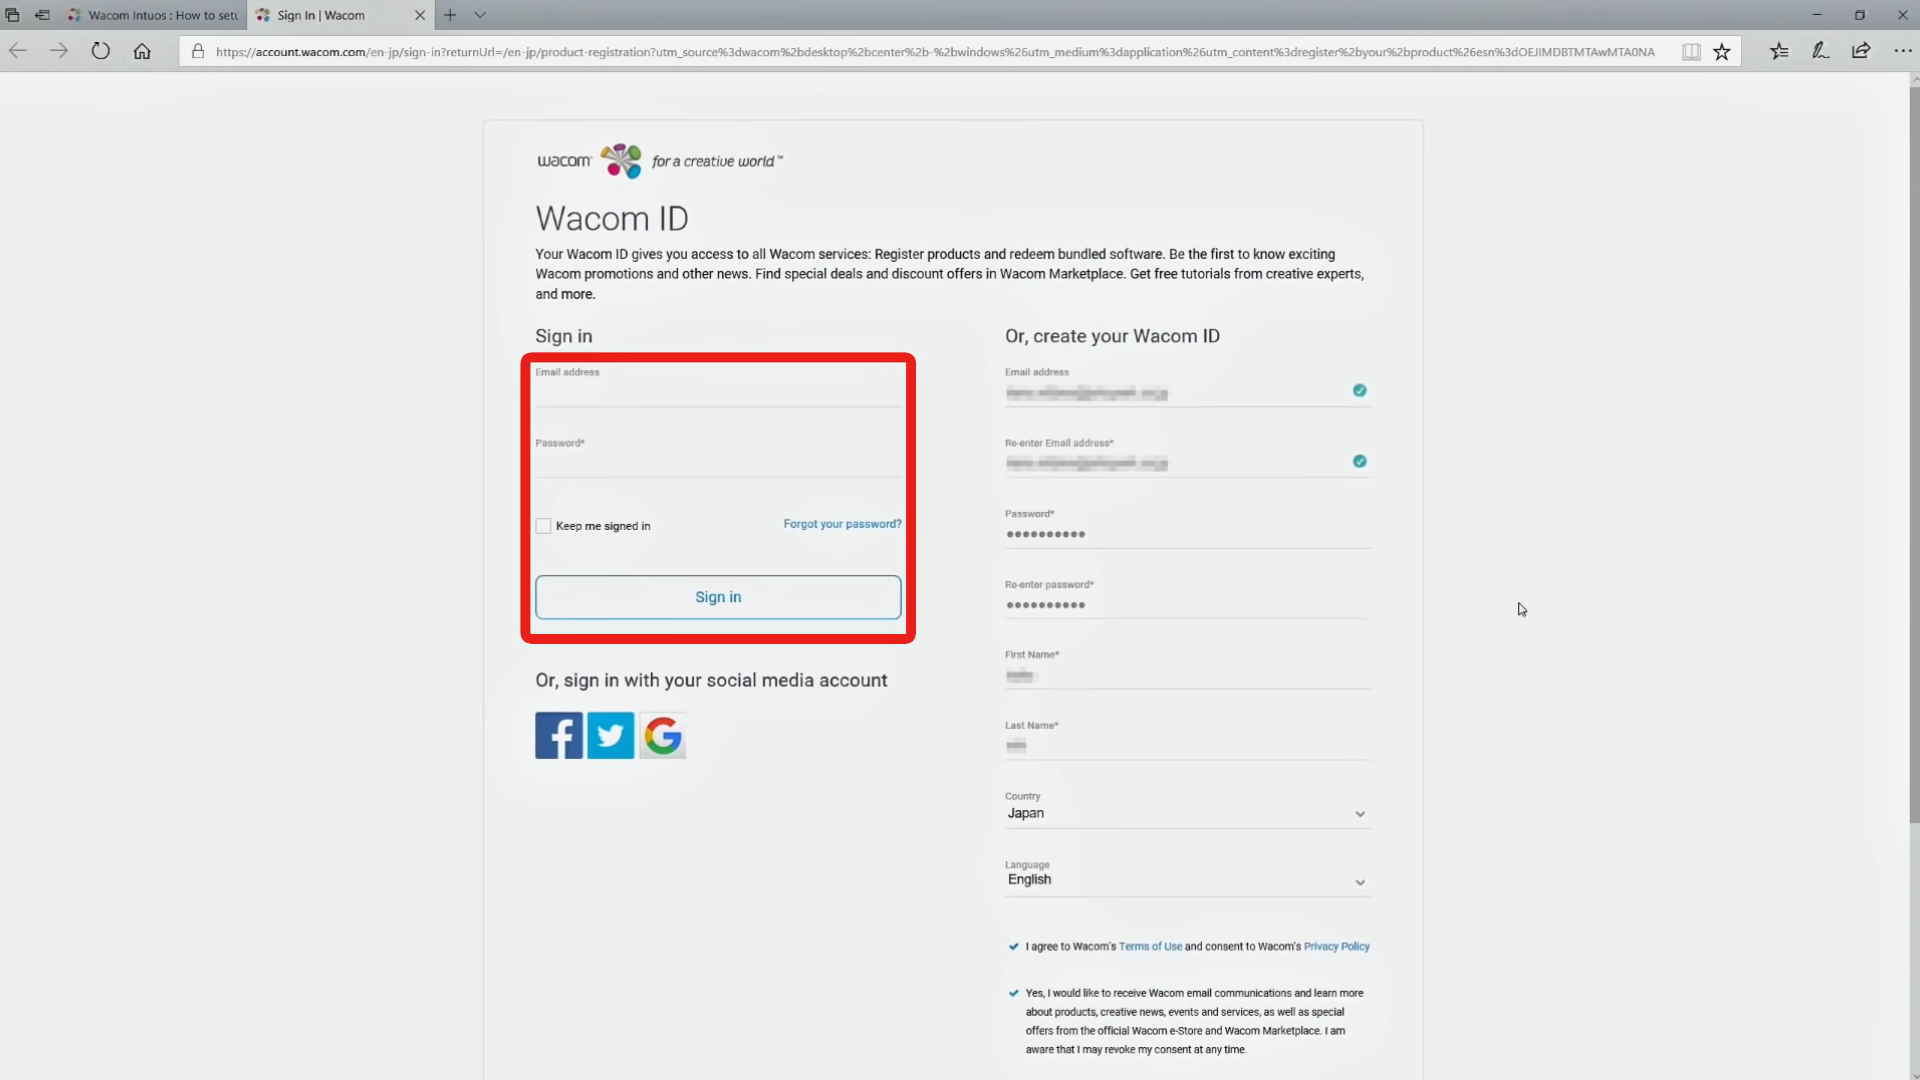 Wacom Intuos : How to setu
Sign In | Wacom
https://account.wacom.com/en-jp/sign-in?returnUrl=/en-jp/product-registration?utm_source%3dwacom%2bdesktop%2bcenter%2b-%2bwindows%26utm_medium%3dapplication%26utm_content%3dregister%2byour%2bproduct%26esn%3dOEJIMDBTMTAwMTA0NA
wacom for a creative world™
Wacom ID
Your Wacom ID gives you access to all Wacom services: Register products and redeem bundled software. Be the first to know exciting
Wacom promotions and other news. Find special deals and discount offers in Wacom Marketplace. Get free tutorials from creative experts,
and more.
Sign in
Email address
Password*
Keep me signed in
Forgot your password?
Sign in
Or, sign in with your social media account
Or, create your Wacom ID
Email address
Re-enter Email address*
Password*
••••••••••
Re-enter password*
••••••••••
First Name*
Last Name*
Country
Japan
Language
English
I agree to Wacom's Terms of Use and consent to Wacom's Privacy Policy
Yes, I would like to receive Wacom email communications and learn more
about products, creative news, events and services, as well as special
offers from the official Wacom e-Store and Wacom Marketplace. I am
aware that I may revoke my consent at any time.